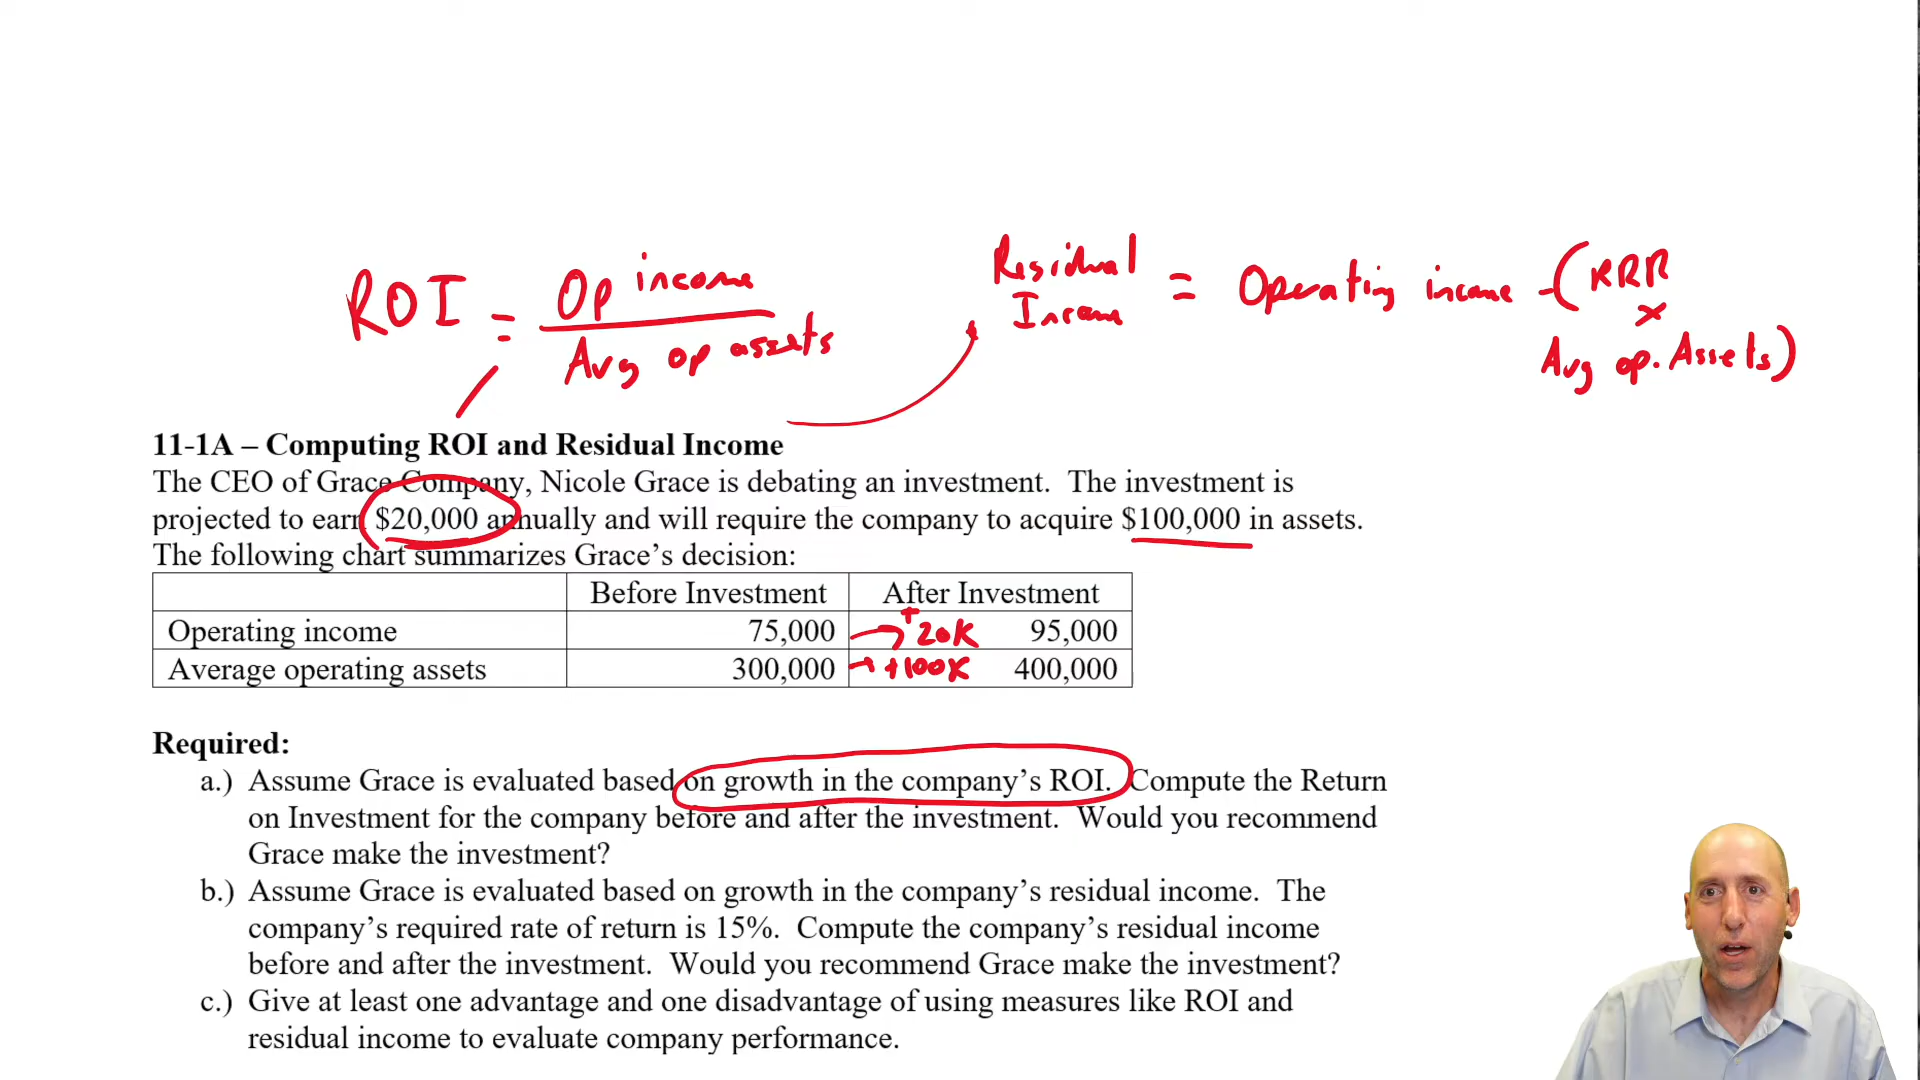 ROI = Op income
Avg op assets
Residual
Income
= Operating income - (RRR
x
Avg op. Assets)
11-1A – Computing ROI and Residual Income
The CEO of Grace Company, Nicole Grace is debating an investment. The investment is
projected to earn $20,000 annually and will require the company to acquire $100,000 in assets.
The following chart summarizes Grace’s decision:
Before Investment After Investment
Operating income 75,000 +20K 95,000
Average operating assets 300,000 +100K 400,000
Required:
a.) Assume Grace is evaluated based on growth in the company’s ROI. Compute the Return
on Investment for the company before and after the investment. Would you recommend
Grace make the investment?
b.) Assume Grace is evaluated based on growth in the company’s residual income. The
company’s required rate of return is 15%. Compute the company’s residual income
before and after the investment. Would you recommend Grace make the investment?
c.) Give at least one advantage and one disadvantage of using measures like ROI and
residual income to evaluate company performance.